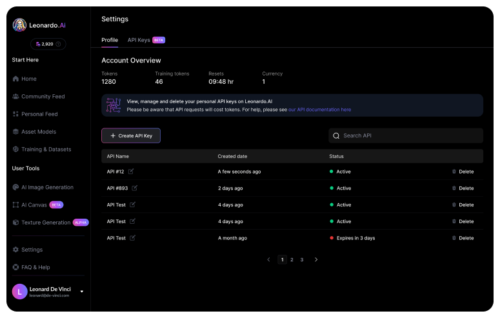 Leonardo.Ai
2,920
Start Here
Home
Community Feed
Personal Feed
Asset Models
Training & Datasets
User Tools
AI Image Generation
AI Canvas BETA
Texture Generation ALPHA
Settings
FAQ & Help
L
Leonard De Vinci
Settings
Profile API Keys BETA
Account Overview
Tokens Training tokens Resets Currency
1280 46 09:48 hr 1
View, manage and delete your personal API keys on Leonardo.AI
Please be aware that API requests will cost tokens. For help, please see our API documentation here.
+ Create API Key Search API
API Name Created date Status
API #12 A few seconds ago Active Delete
API #893 2 days ago Active Delete
API Test 4 days ago Active Delete
API Test 4 days ago Active Delete
API Test A month ago Expires in 3 days Delete
1 2 3